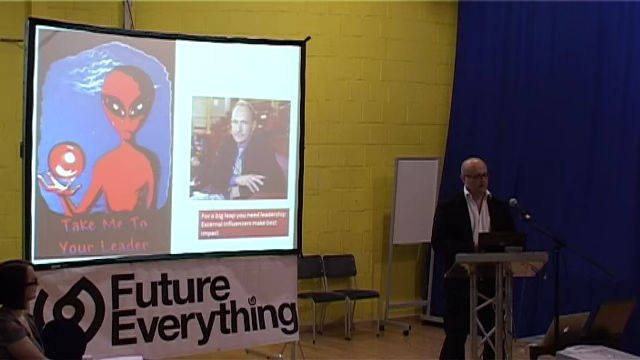 Take Me To
Your Leader
For a big leap you need leadership
External influencers make best
impact
Future
Everything